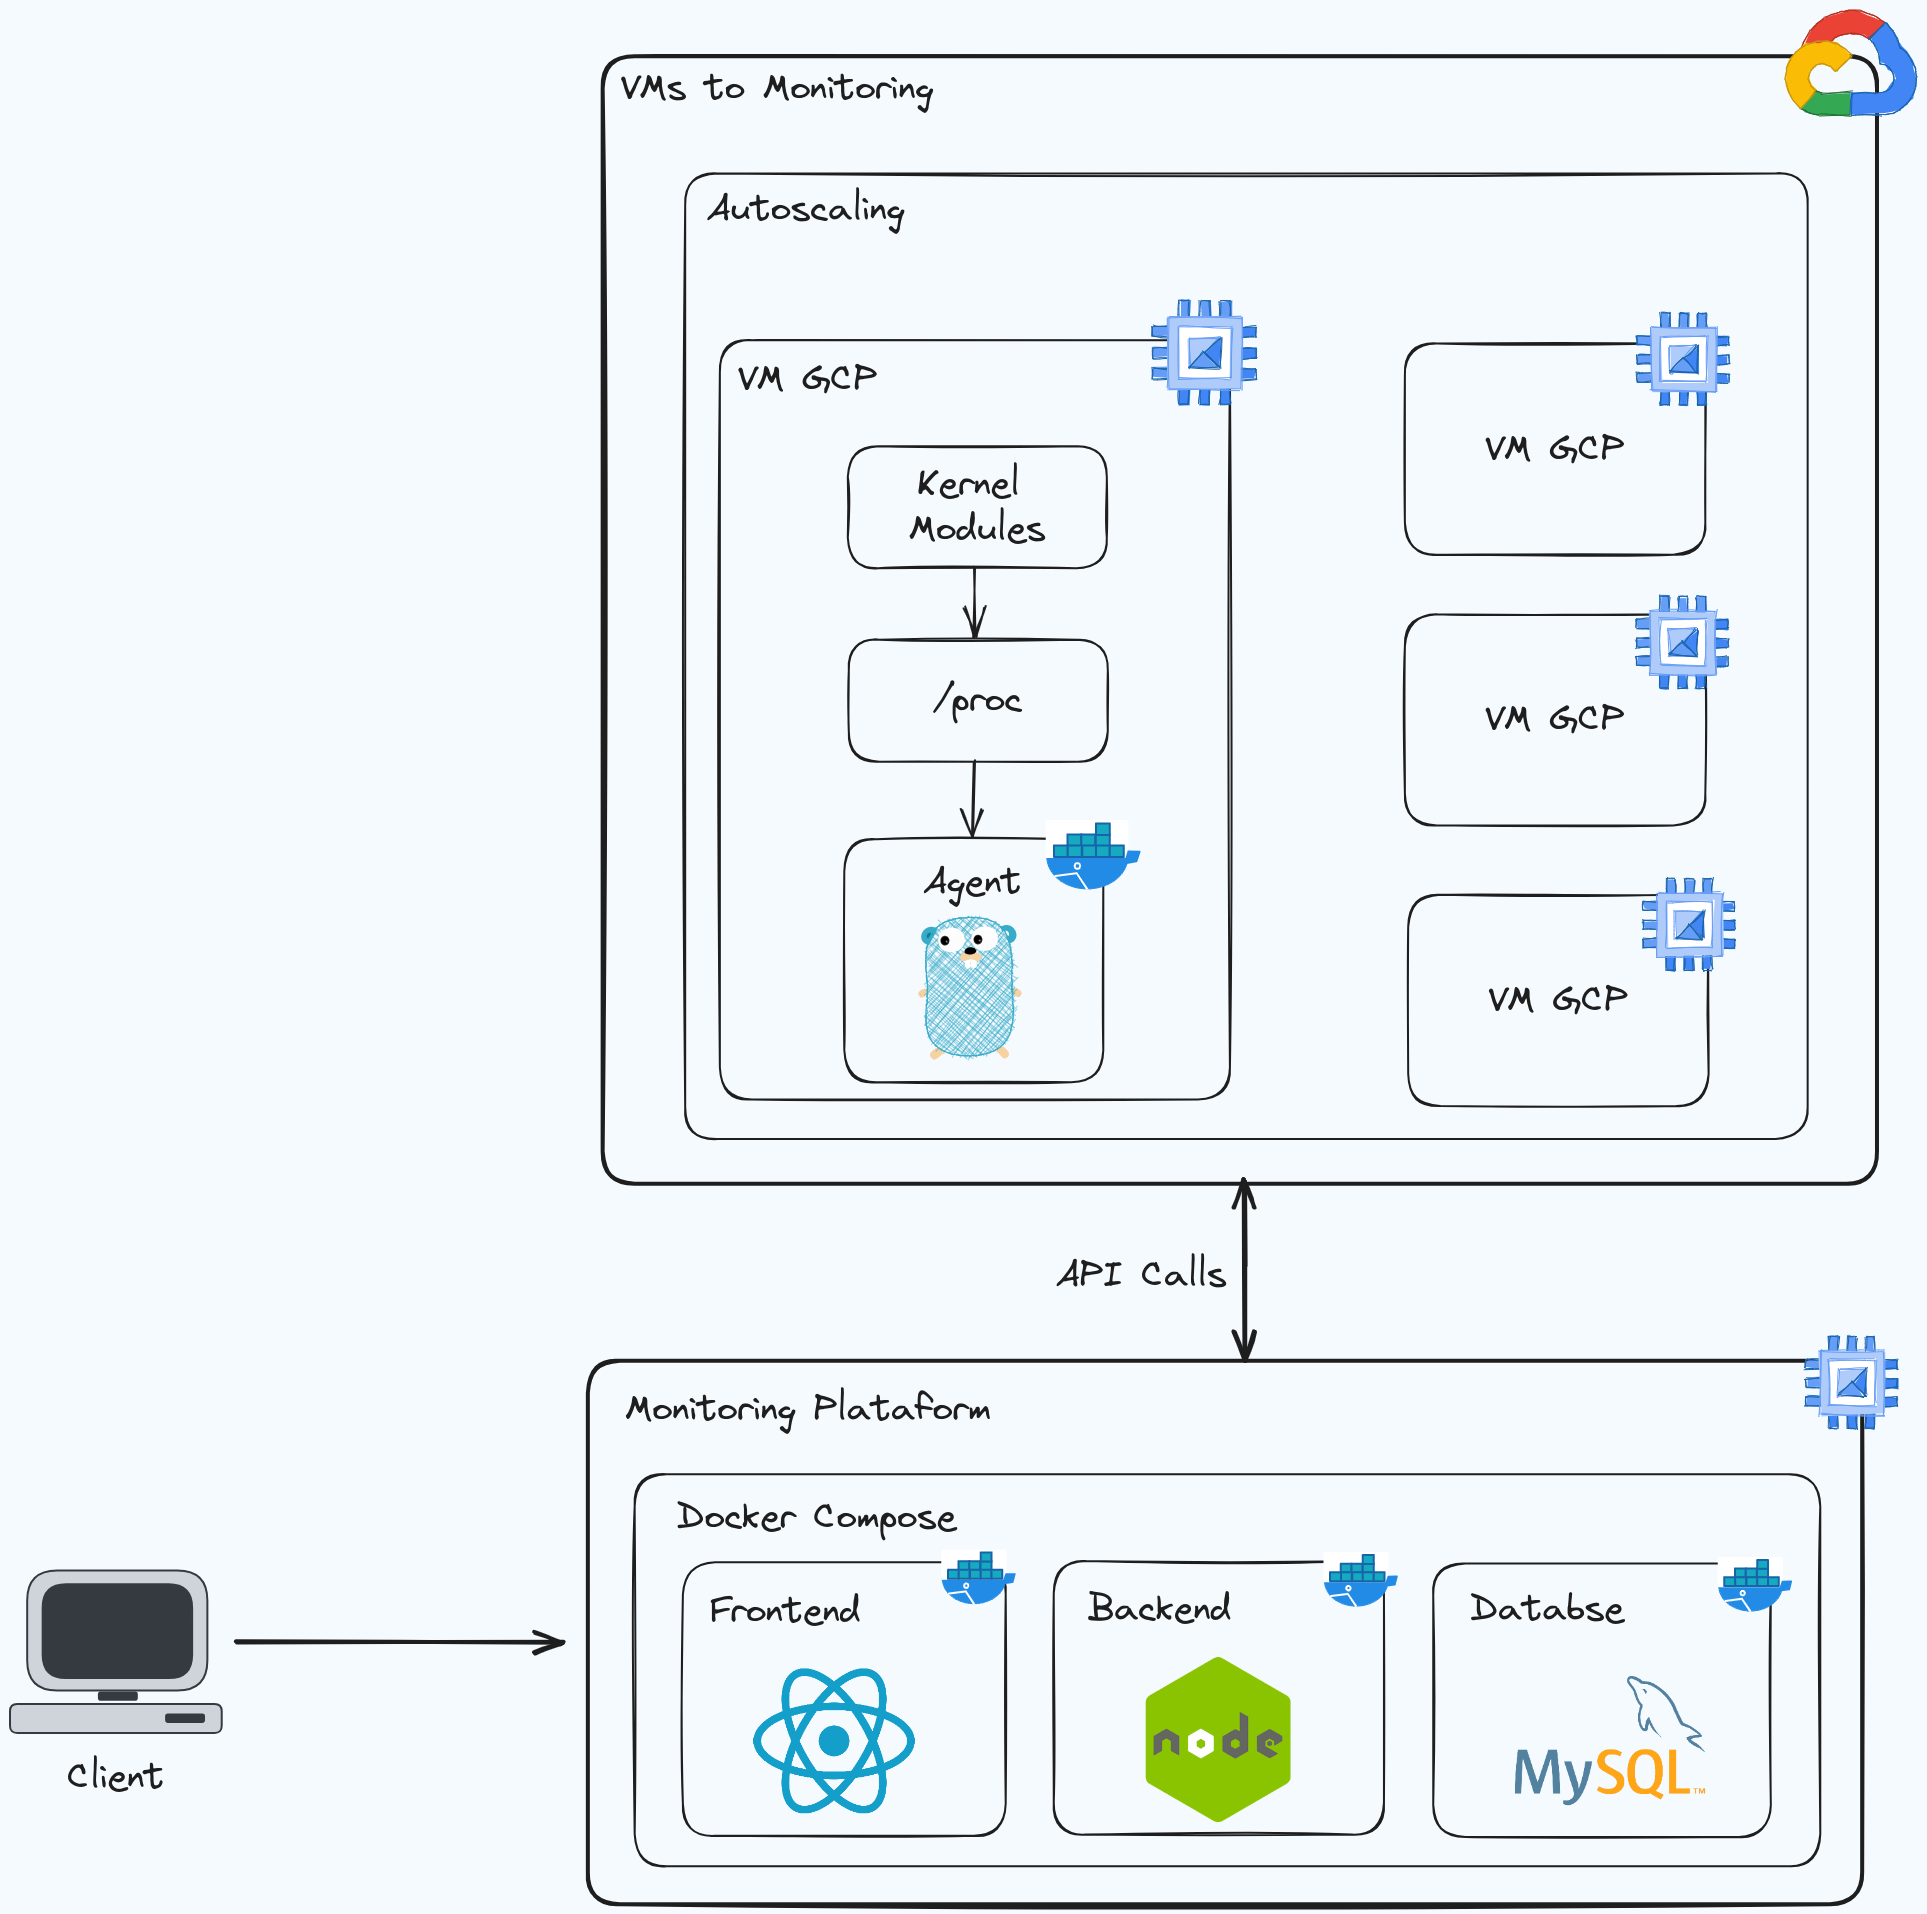 VMs to Monitoring
Autoscaling
VM GCP
Kernel
Modules
/proc
Agent
VM GCP
VM GCP
VM GCP
API Calls
Monitoring Plataform
Docker Compose
Frontend
Backend
node
Databse
MySQL™
Client